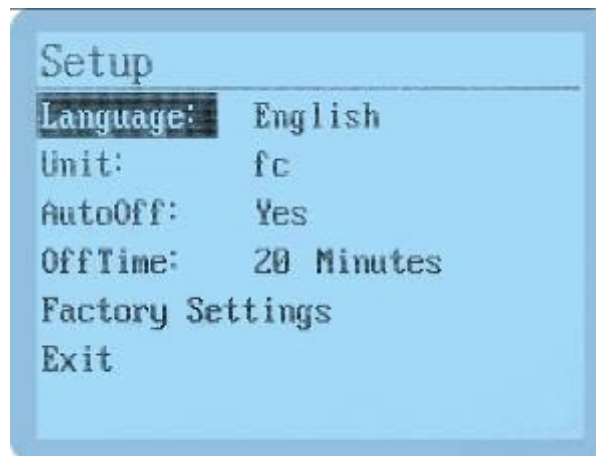 Setup
Language: English
Unit: fc
AutoOff: Yes
OffTime: 20 Minutes
Factory Settings
Exit